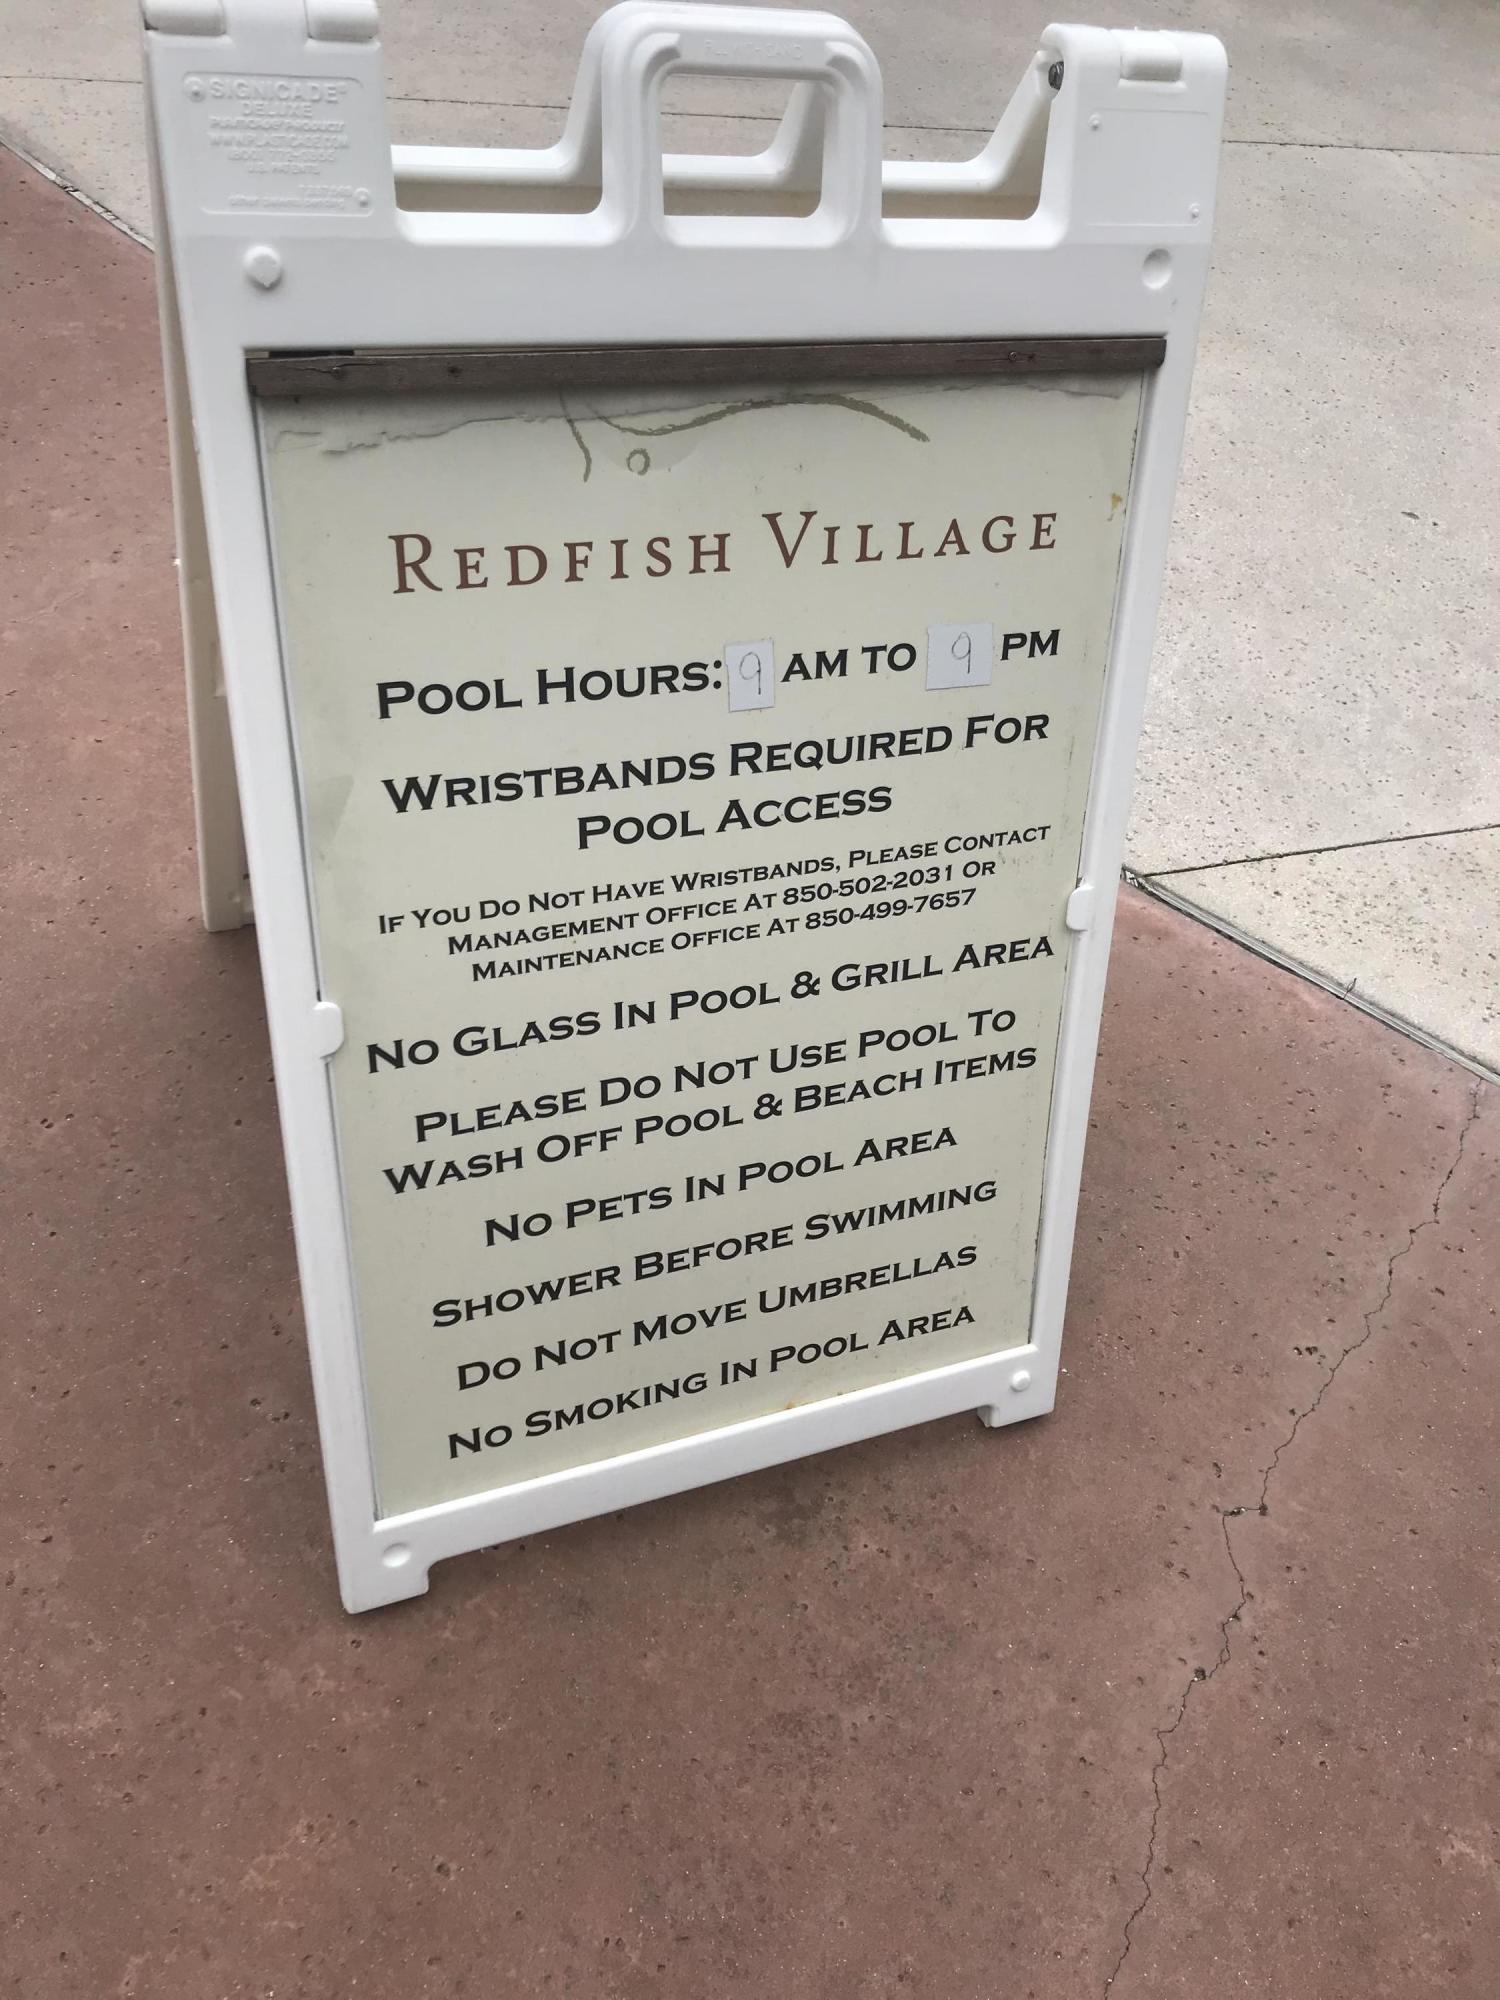 SIGNICADE
DELUXE
REDFISH VILLAGE
POOL HOURS: 9 AM TO 9 PM
WRISTBANDS REQUIRED FOR
POOL ACCESS
IF YOU DO NOT HAVE WRISTBANDS, PLEASE CONTACT
MANAGEMENT OFFICE AT 850-502-2031 OR
MAINTENANCE OFFICE AT 850-499-7657
NO GLASS IN POOL & GRILL AREA
PLEASE DO NOT USE POOL TO
WASH OFF POOL & BEACH ITEMS
NO PETS IN POOL AREA
SHOWER BEFORE SWIMMING
DO NOT MOVE UMBRELLAS
NO SMOKING IN POOL AREA